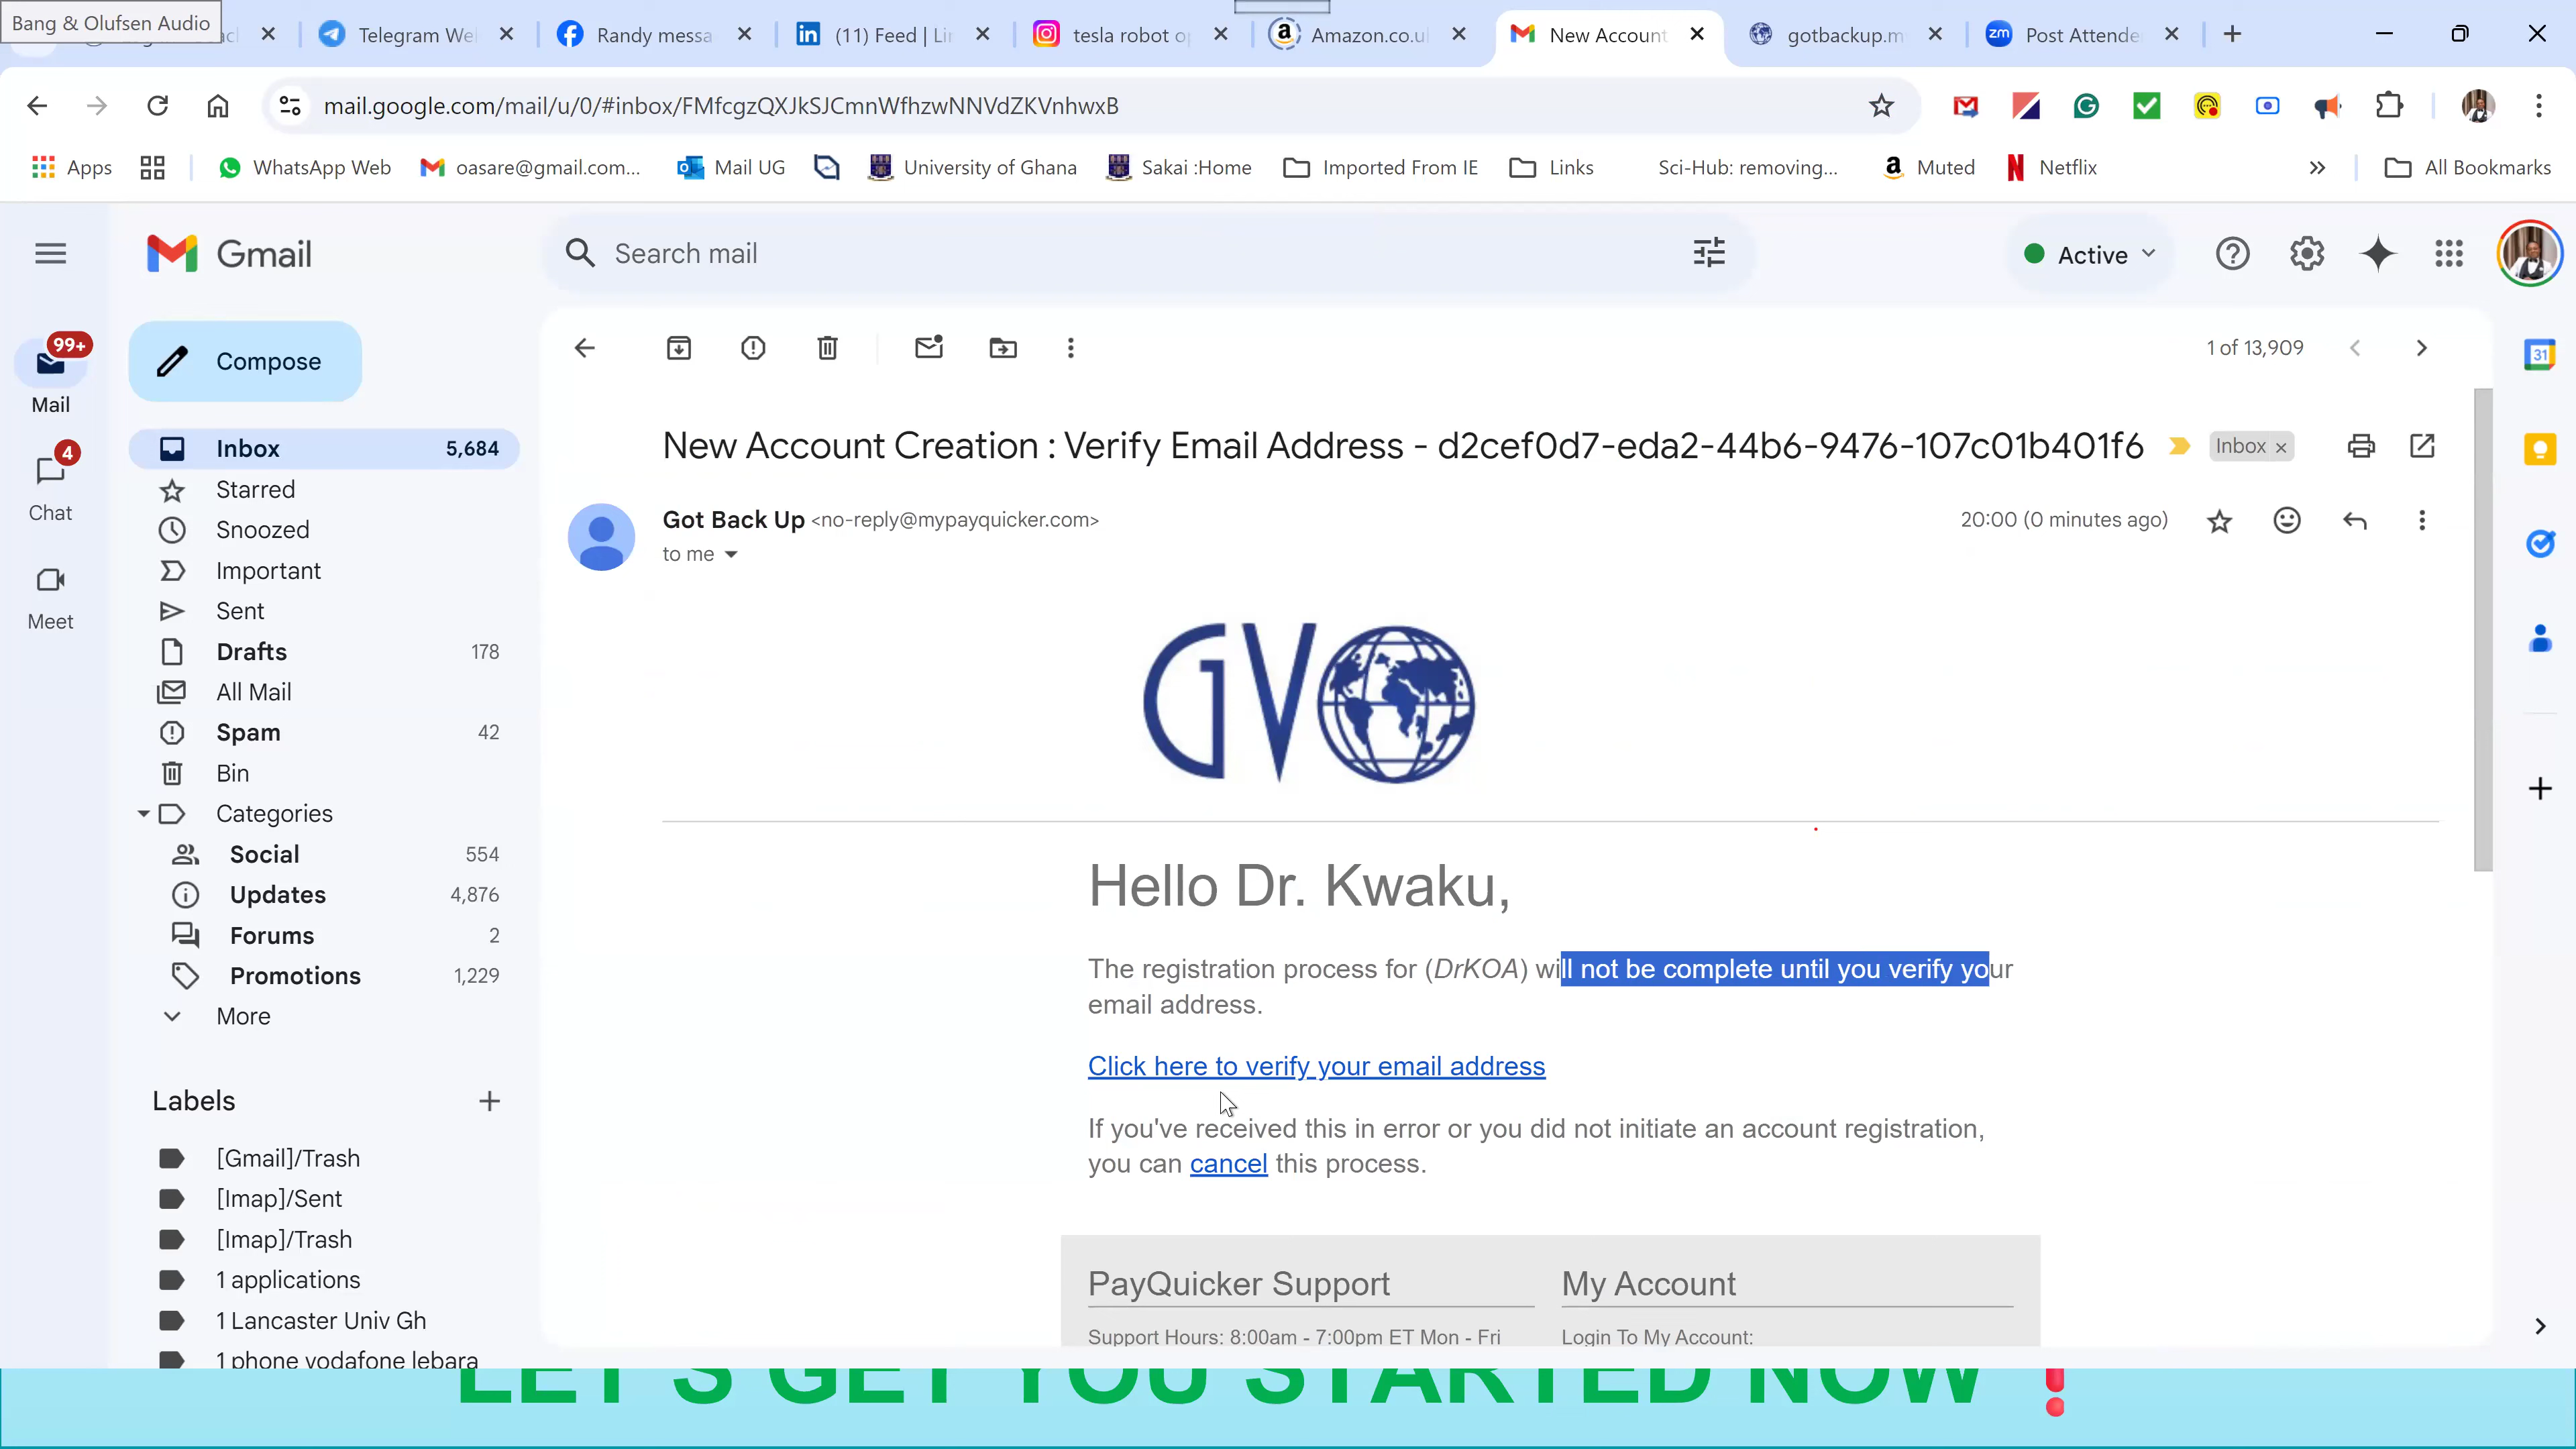 Bang & Olufsen Audio
Telegram We
Randy messa
(11) Feed | Li
tesla robot o
Amazon.co.u
New Account
gotbackup.m
Post Attende
mail.google.com/mail/u/0/#inbox/FMfcgzQXJkSJCmnWfhzwNNVdZKVnhwxB
Apps
WhatsApp Web
oasare@gmail.com...
Mail UG
University of Ghana
Sakai :Home
Imported From IE
Links
Sci-Hub: removing...
Muted
Netflix
All Bookmarks
Gmail
Search mail
Active
99+
Mail
4
Chat
Meet
Compose
Inbox 5,684
Starred
Snoozed
Important
Sent
Drafts 178
All Mail
Spam 42
Bin
Categories
Social 554
Updates 4,876
Forums 2
Promotions 1,229
More
Labels
[Gmail]/Trash
[Imap]/Sent
[Imap]/Trash
1 applications
1 Lancaster Univ Gh
1 phone vodafone lebara
1 of 13,909
31
New Account Creation : Verify Email Address - d2cef0d7-eda2-44b6-9476-107c01b401f6
Inbox
Got Back Up <no-reply@mypayquicker.com>
20:00 (0 minutes ago)
to me
GVO
Hello Dr. Kwaku,
The registration process for (DrKOA) will not be complete until you verify your
email address.
Click here to verify your email address
If you've received this in error or you did not initiate an account registration,
you can cancel this process.
PayQuicker Support
My Account
Support Hours: 8:00am - 7:00pm ET Mon - Fri
Login To My Account:
LET'S GET YOU STARTED NOW❗